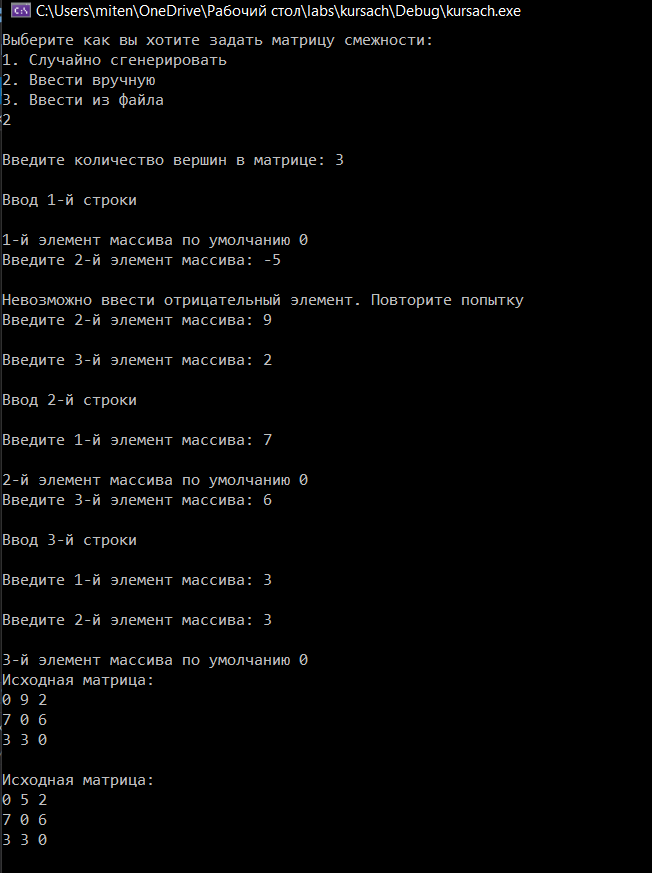 C:\Users\miten\OneDrive\Рабочий стол\labs\kursach\Debug\kursach.exe
Выберите как вы хотите задать матрицу смежности:
1. Случайно сгенерировать
2. Ввести вручную
3. Ввести из файла
2
Введите количество вершин в матрице: 3
Ввод 1-й строки
1-й элемент массива по умолчанию 0
Введите 2-й элемент массива: -5
Невозможно ввести отрицательный элемент. Повторите попытку
Введите 2-й элемент массива: 9
Введите 3-й элемент массива: 2
Ввод 2-й строки
Введите 1-й элемент массива: 7
2-й элемент массива по умолчанию 0
Введите 3-й элемент массива: 6
Ввод 3-й строки
Введите 1-й элемент массива: 3
Введите 2-й элемент массива: 3
3-й элемент массива по умолчанию 0
Исходная матрица:
0 9 2
7 0 6
3 3 0
Исходная матрица:
0 5 2
7 0 6
3 3 0